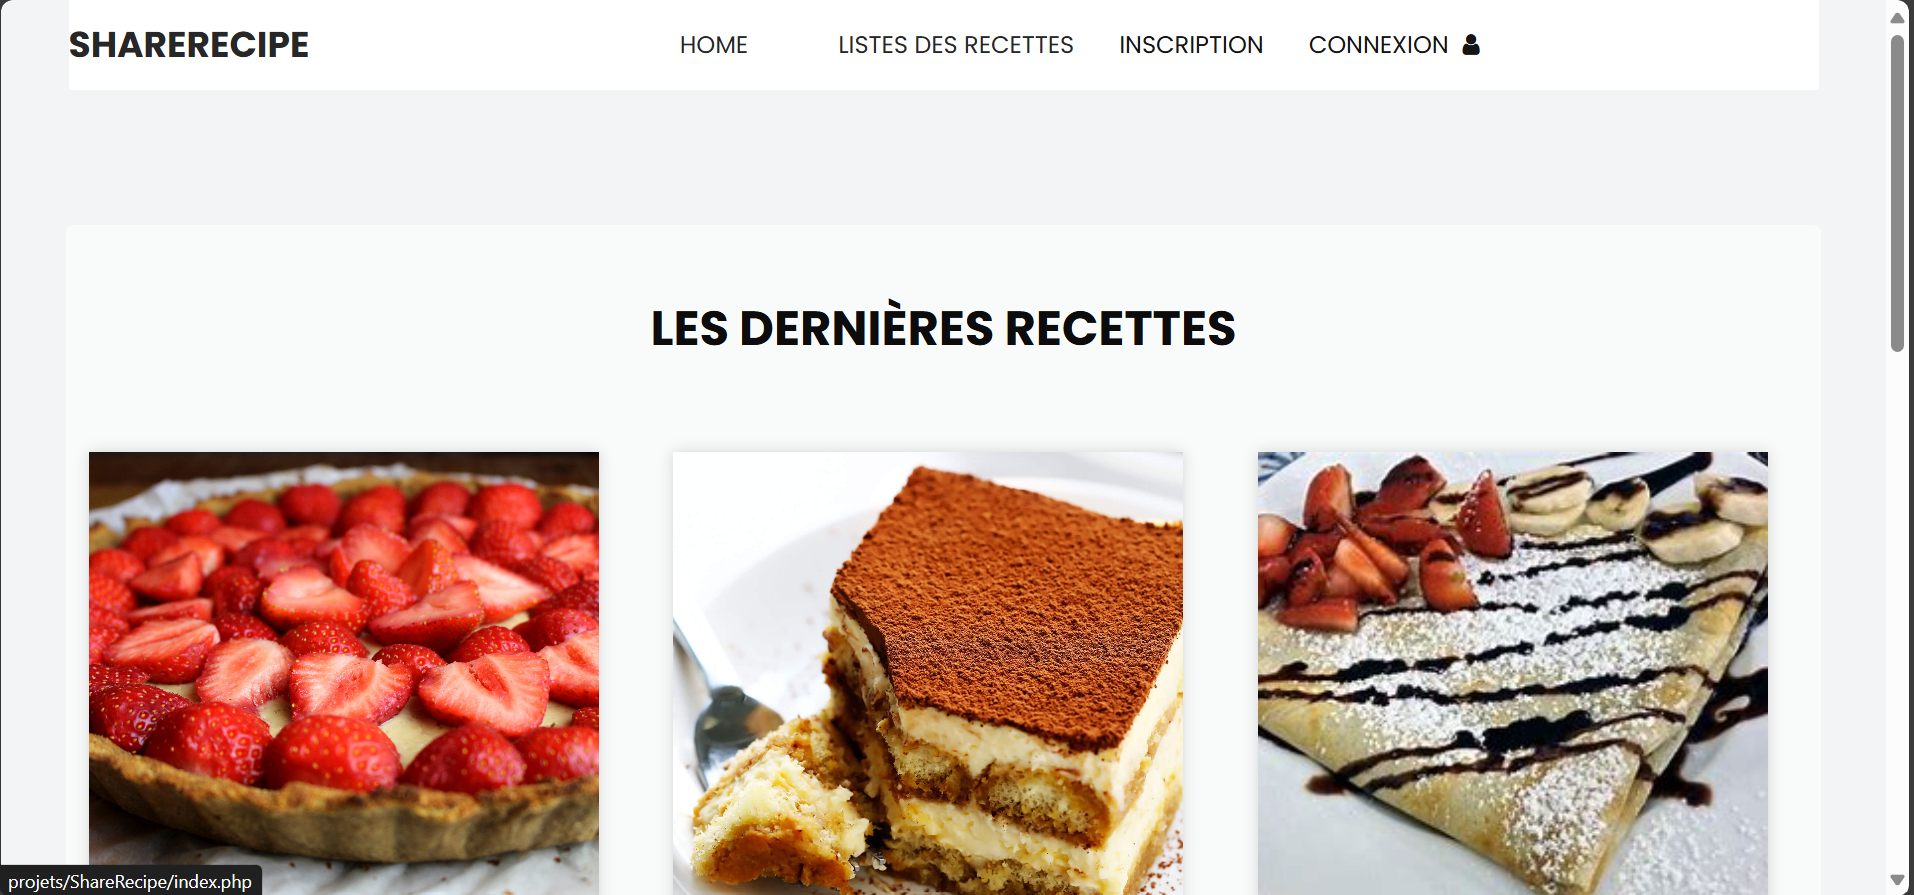 SHARERECIPE HOME LISTES DES RECETTES INSCRIPTION CONNEXION
LES DERNIÈRES RECETTES
projets/ShareRecipe/index.php